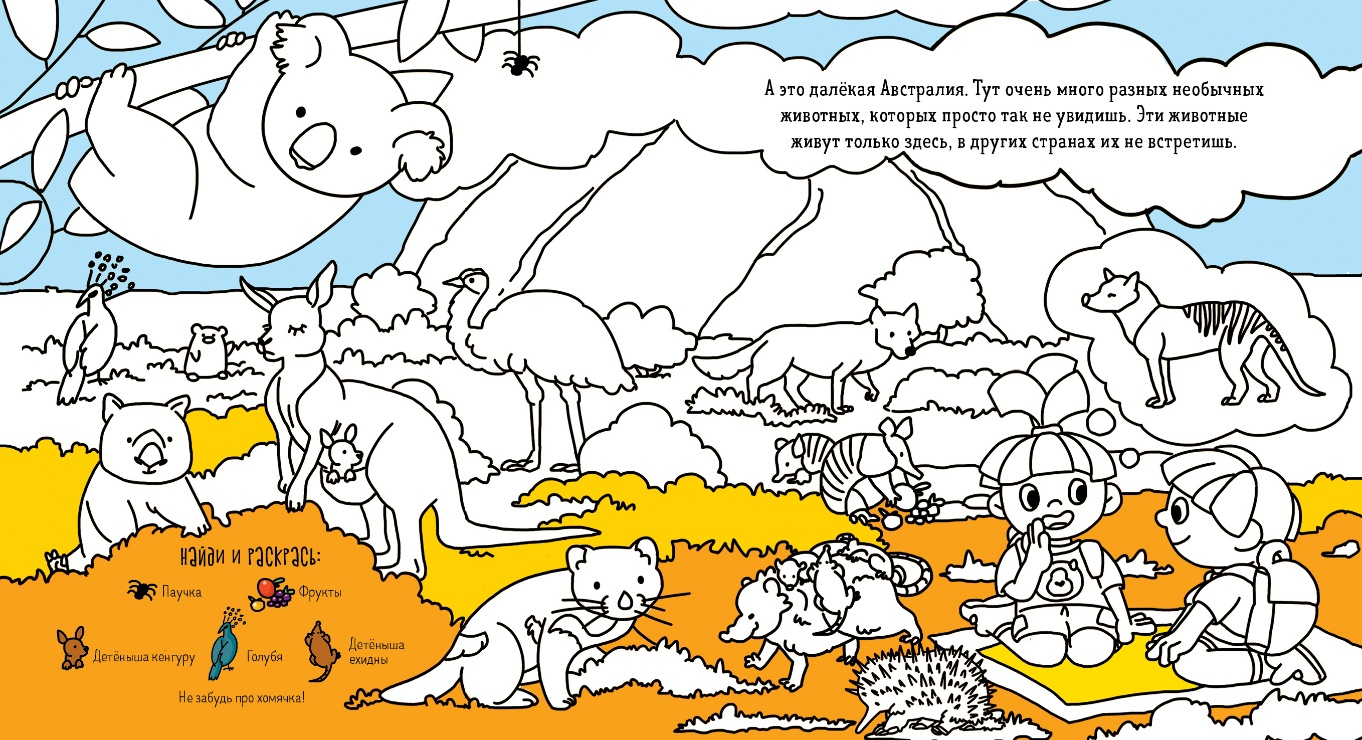 А это далёкая Австралия. Тут очень много разных необычных
животных, которых просто так не увидишь. Эти животные
живут только здесь, в других странах их не встретишь.
Найди и раскрась:
Паучка
Фрукты
Детёныша кенгуру
Голубя
Детёныша
ехидны
Не забудь про хомячка!